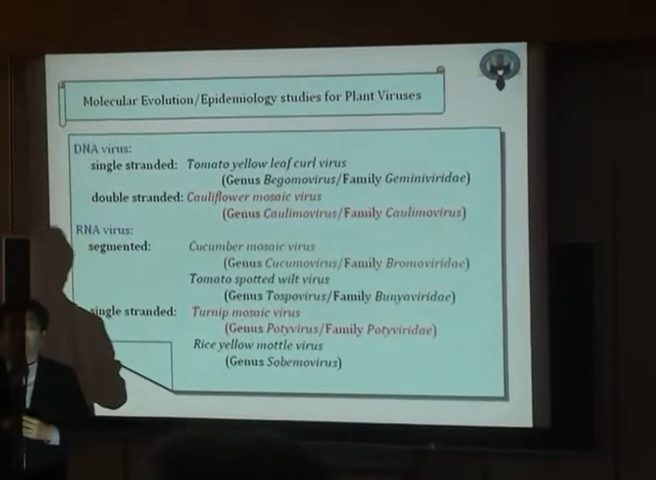 Molecular Evolution/Epidemiology studies for Plant Viruses
DNA virus:
single stranded: Tomato yellow leaf curl virus
(Genus Begomovirus/Family Geminiviridae)
double stranded: Cauliflower mosaic virus
(Genus Caulimovirus/Family Caulimovirus)
RNA virus:
segmented: Cucumber mosaic virus
(Genus Cucumovirus/Family Bromoviridae)
Tomato spotted wilt virus
(Genus Tospovirus/Family Bunyaviridae)
single stranded: Turnip mosaic virus
(Genus Potyvirus/Family Potyviridae)
Rice yellow mottle virus
(Genus Sobemovirus)